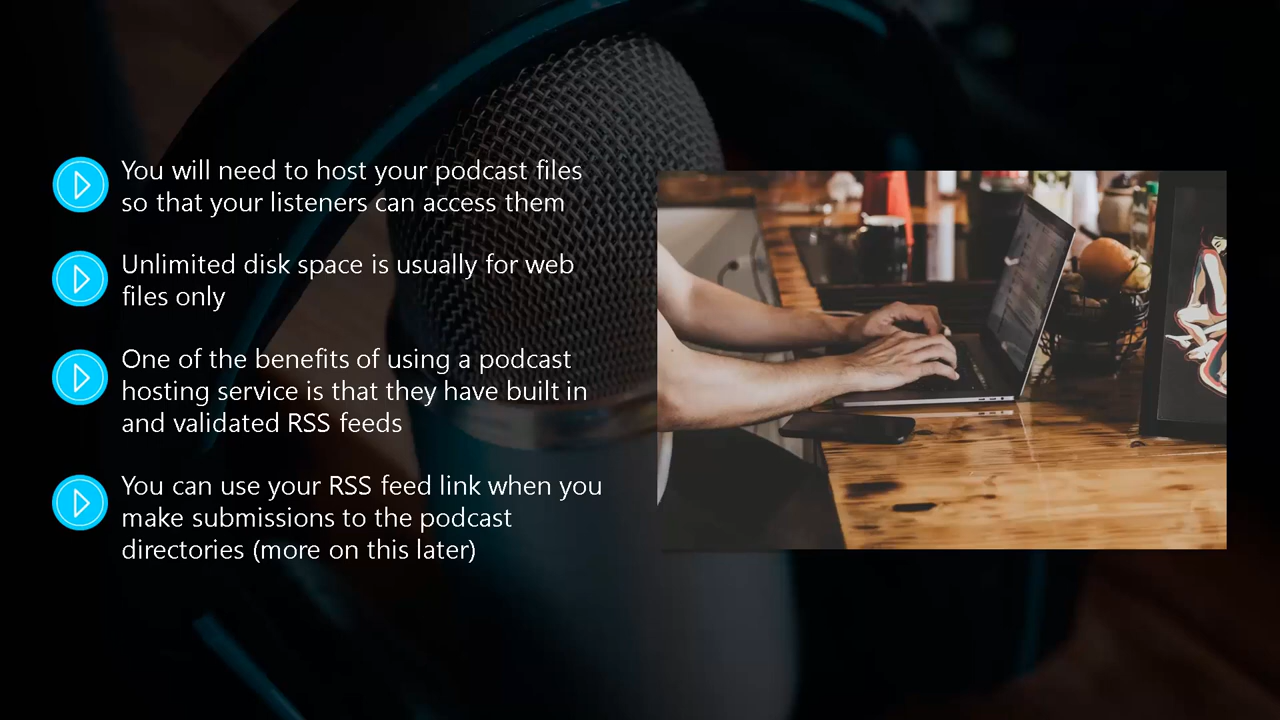 You will need to host your podcast files
so that your listeners can access them
Unlimited disk space is usually for web
files only
One of the benefits of using a podcast
hosting service is that they have built in
and validated RSS feeds
You can use your RSS feed link when you
make submissions to the podcast
directories (more on this later)